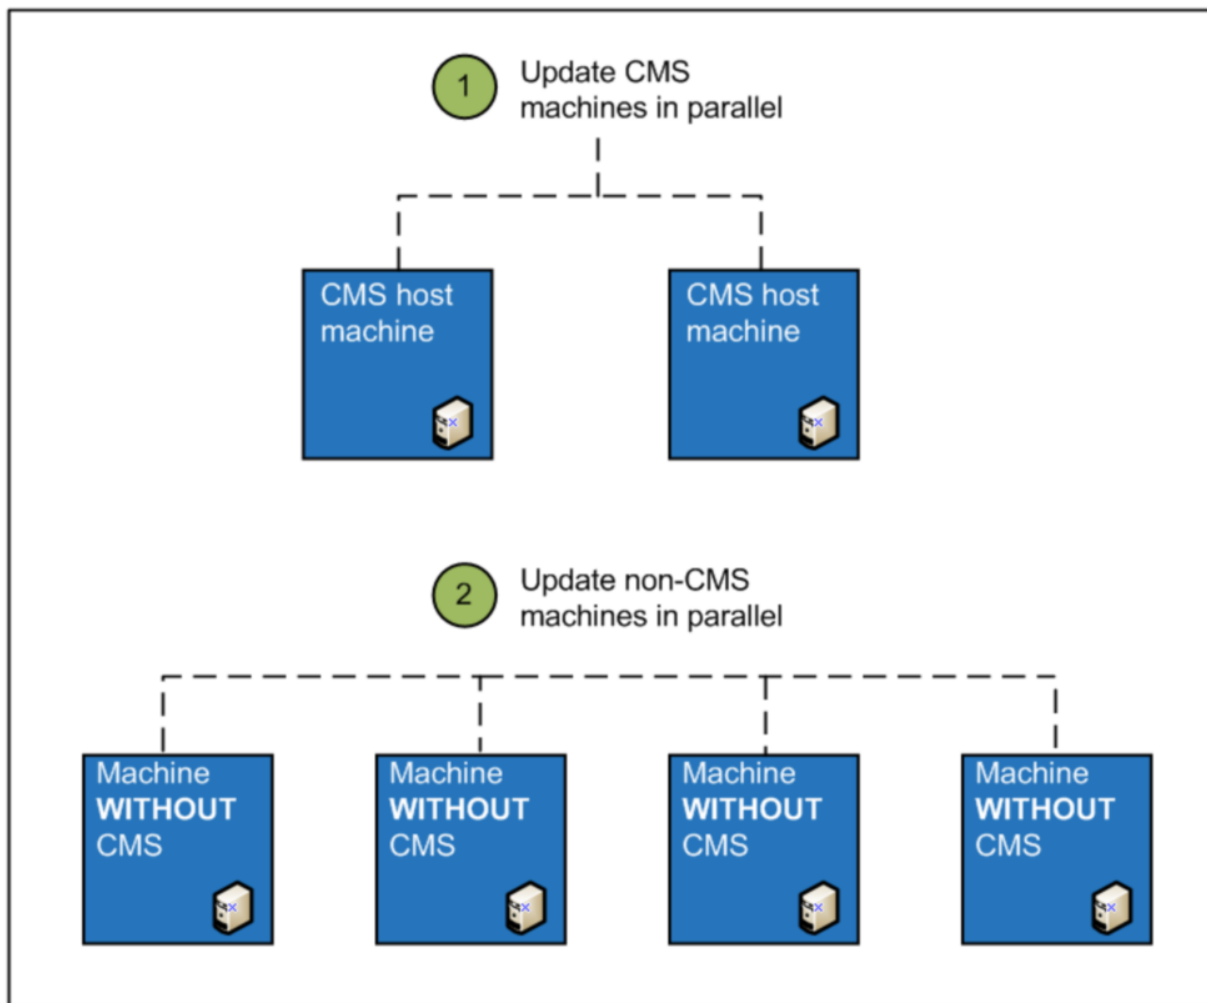 1
Update CMS
machines in parallel
CMS host
machine
CMS host
machine
2
Update non-CMS
machines in parallel
Machine
WITHOUT
CMS
Machine
WITHOUT
CMS
Machine
WITHOUT
CMS
Machine
WITHOUT
CMS